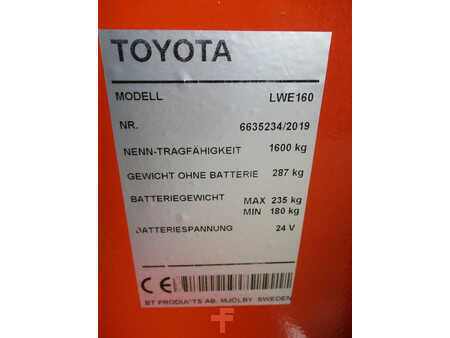 TOYOTA
MODELL LWE160
NR. 6635234/2019
NENN-TRAGFÄHIGKEIT 1600 kg
GEWICHT OHNE BATTERIE 287 kg
BATTERIEGEWICHT MAX 235 kg
MIN 180 kg
BATTERIESPANNUNG 24 V
CE
BT PRODUCTS AB, MJÖLBY, SWEDEN